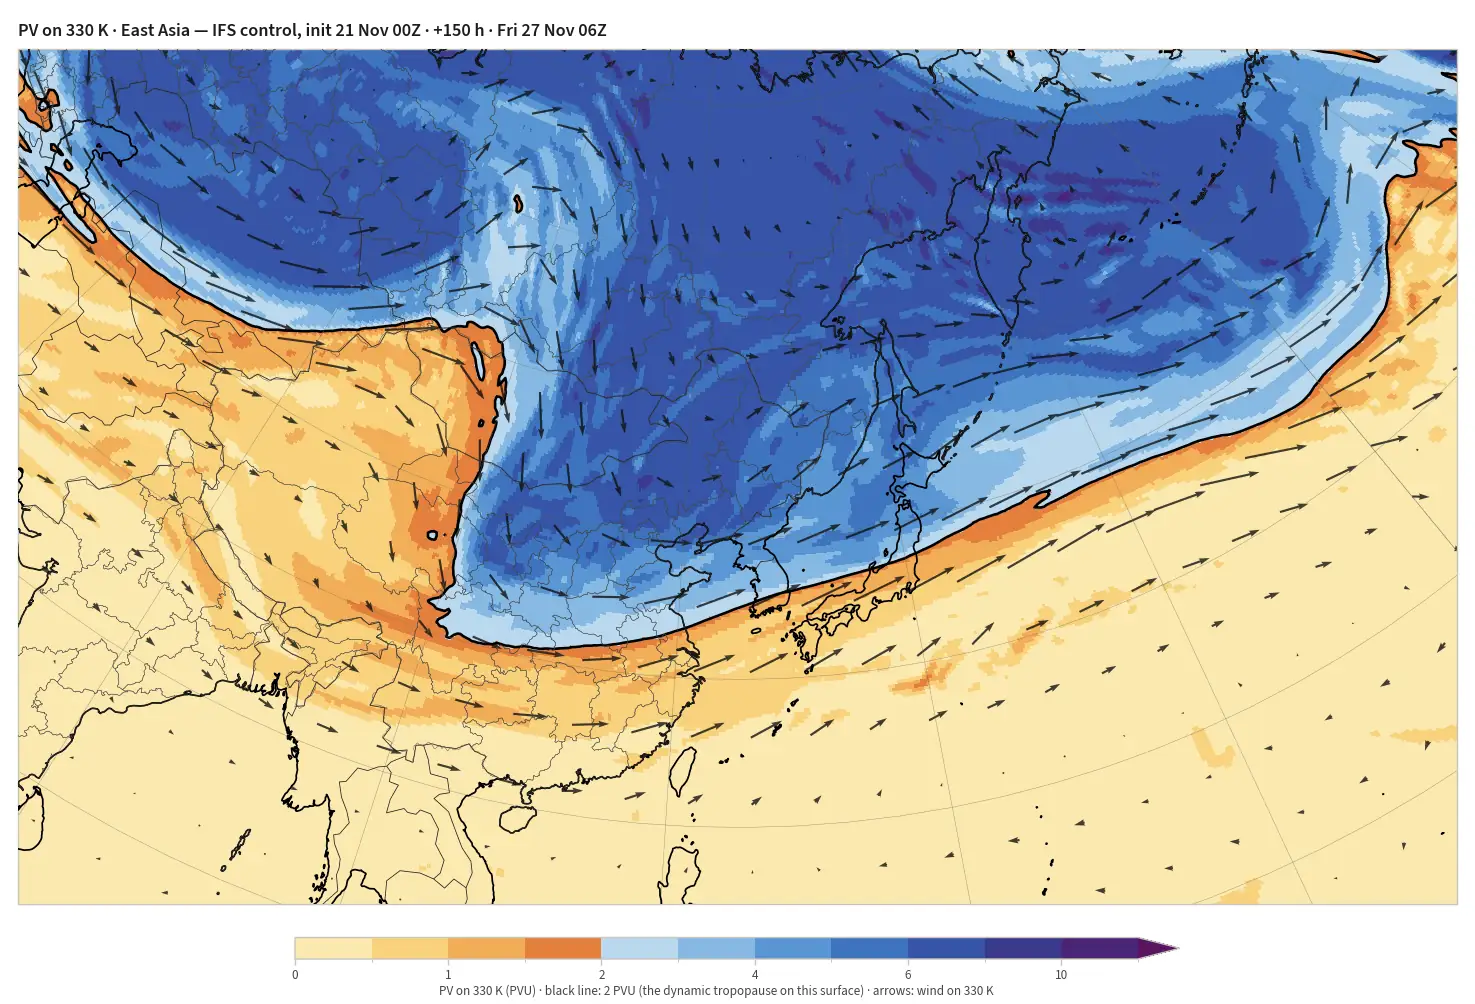 PV on 330 K · East Asia — IFS control, init 21 Nov 00Z · +150 h · Fri 27 Nov 06Z
0 1 2 4 6 10
PV on 330 K (PVU) · black line: 2 PVU (the dynamic tropopause on this surface) · arrows: wind on 330 K